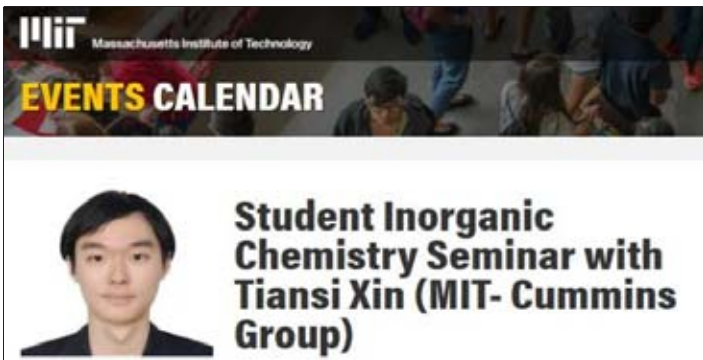 MIT Massachusetts Institute of Technology
EVENTS CALENDAR
Student Inorganic
Chemistry Seminar with
Tiansi Xin (MIT- Cummins
Group)